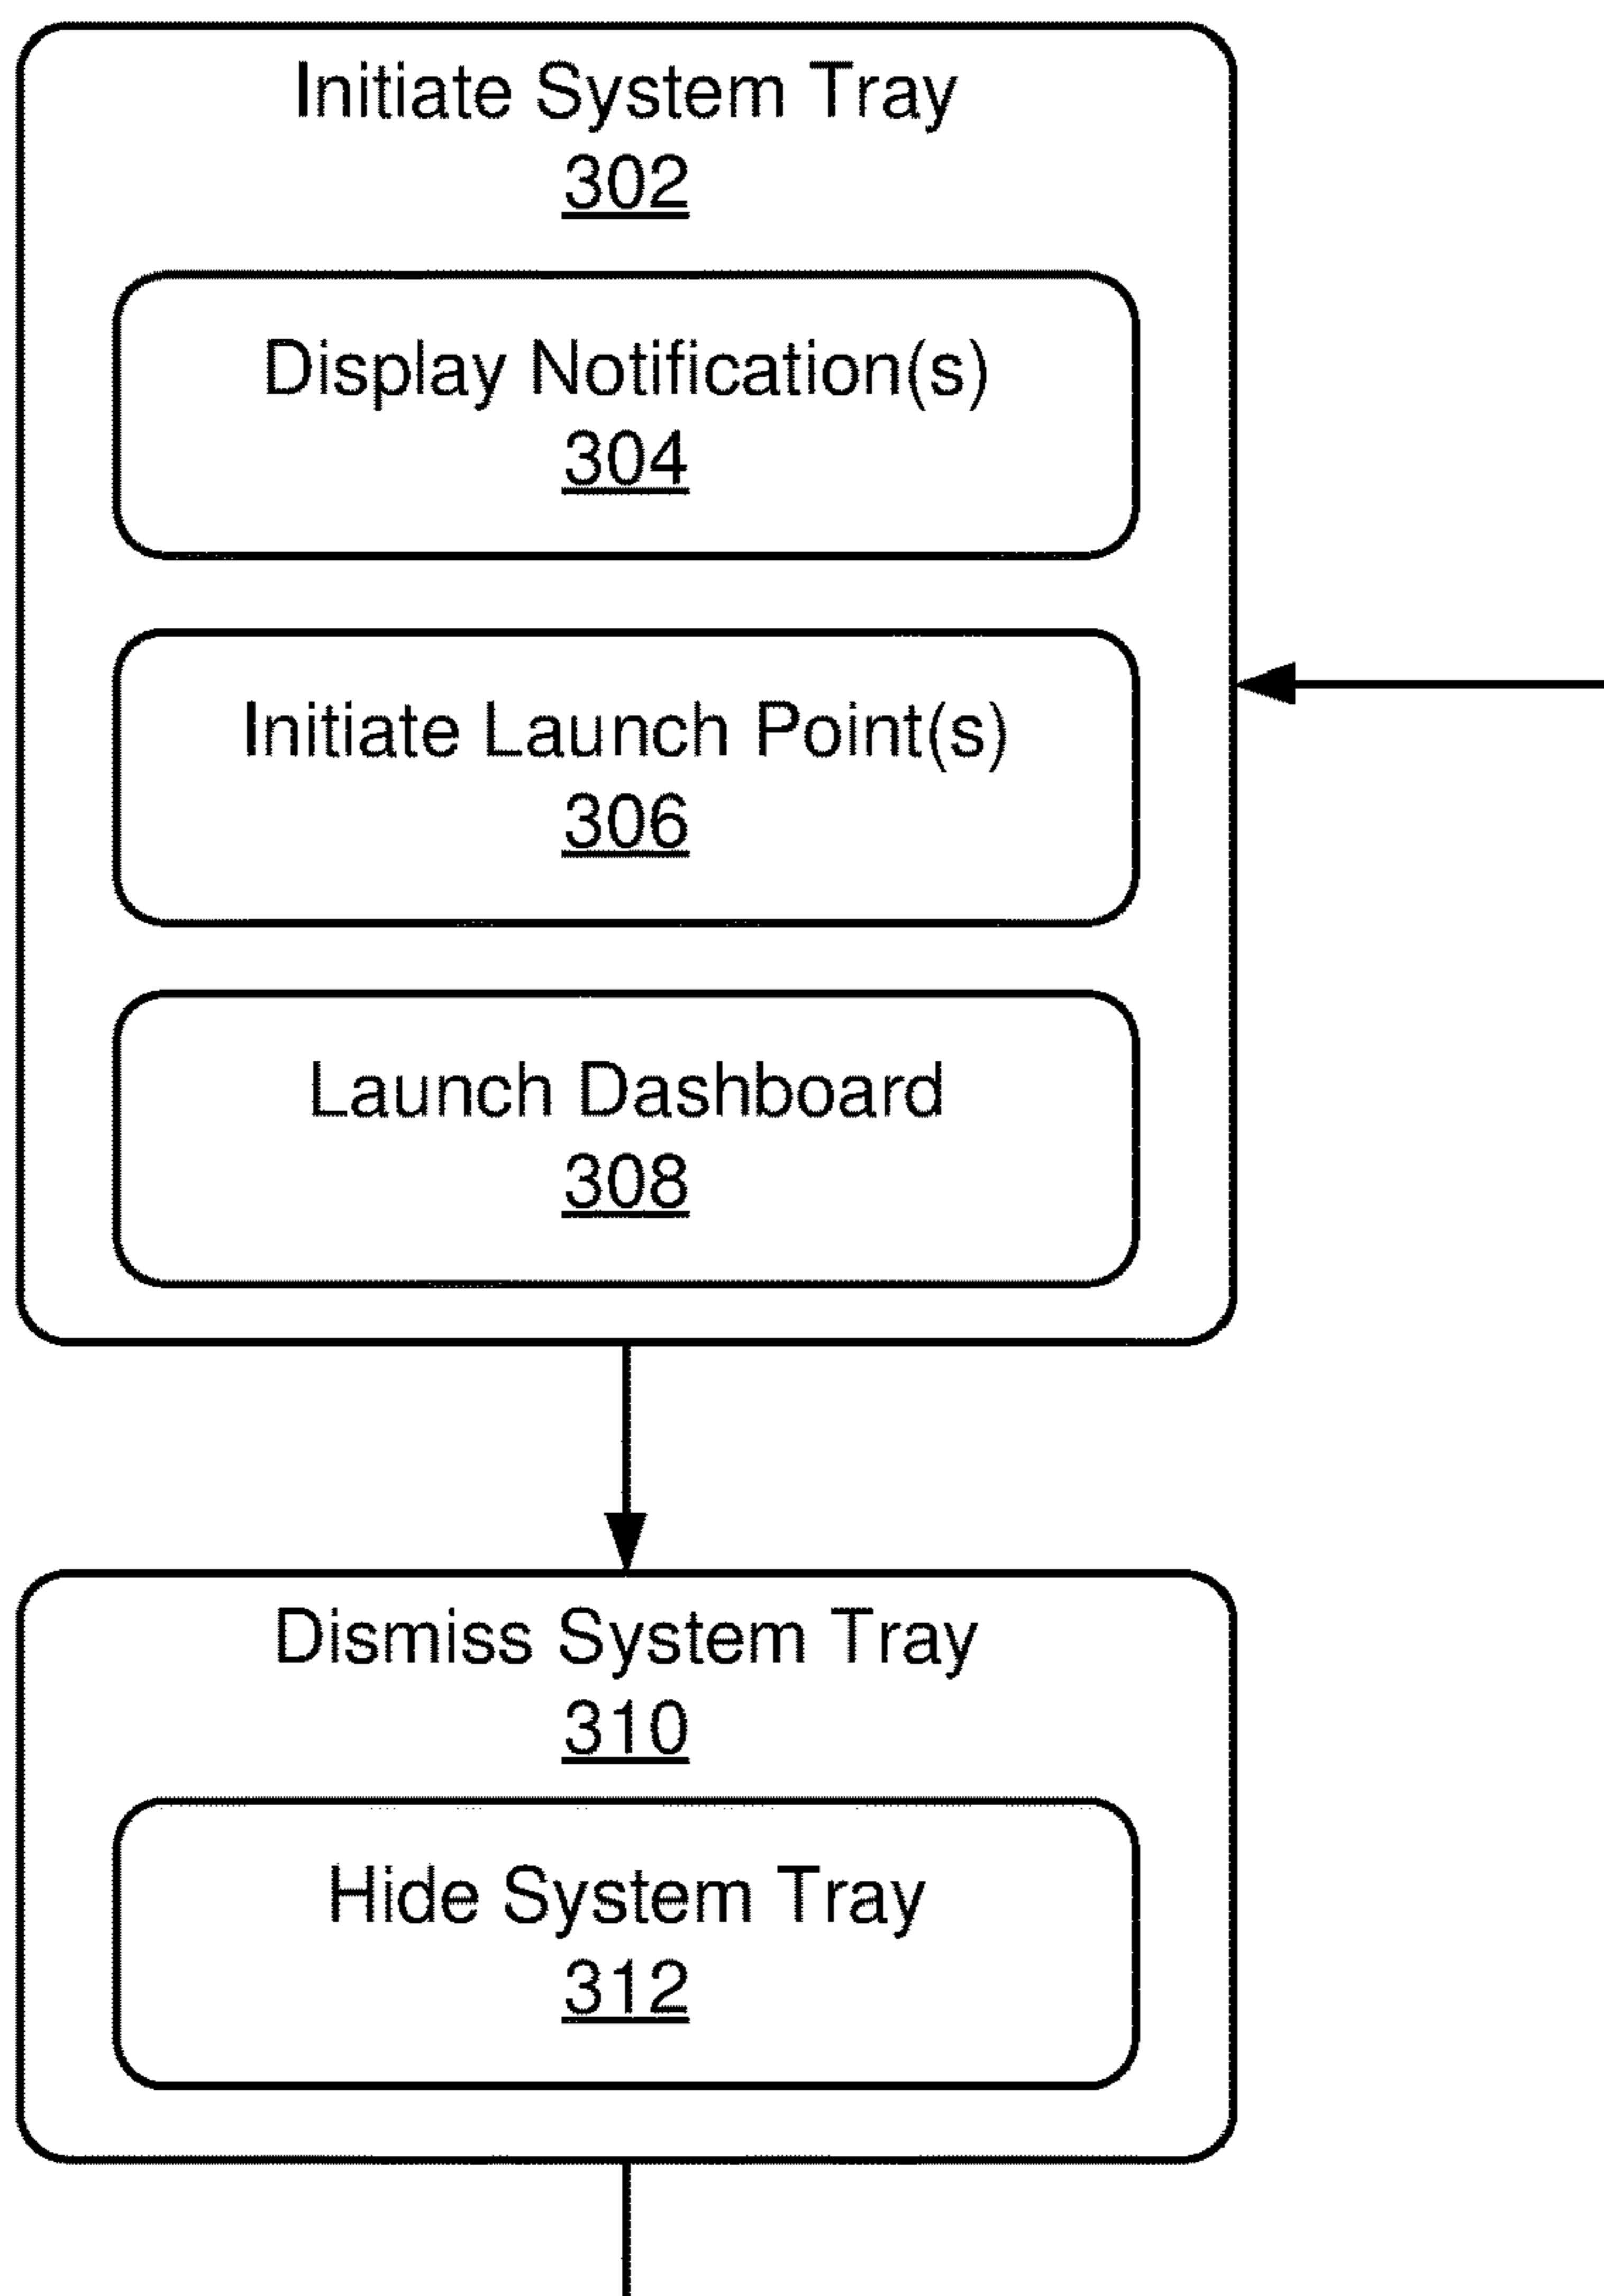 Initiate System Tray
302
Display Notification(s)
304
Initiate Launch Point(s)
306
Launch Dashboard
308
Dismiss System Tray
310
Hide System Tray
312